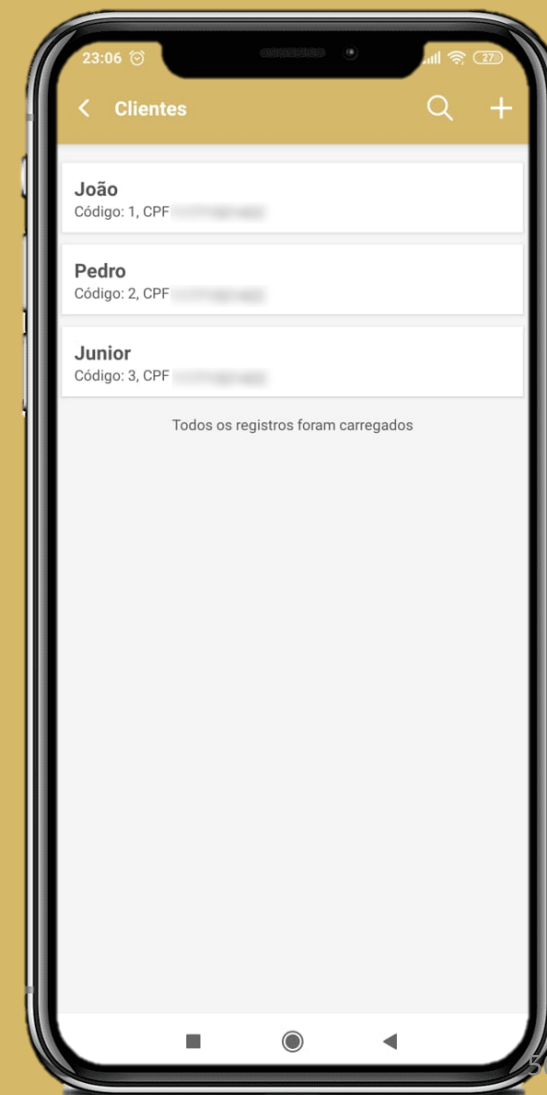 23:06
27
Clientes
João
Código: 1, CPF
Pedro
Código: 2, CPF
Junior
Código: 3, CPF
Todos os registros foram carregados